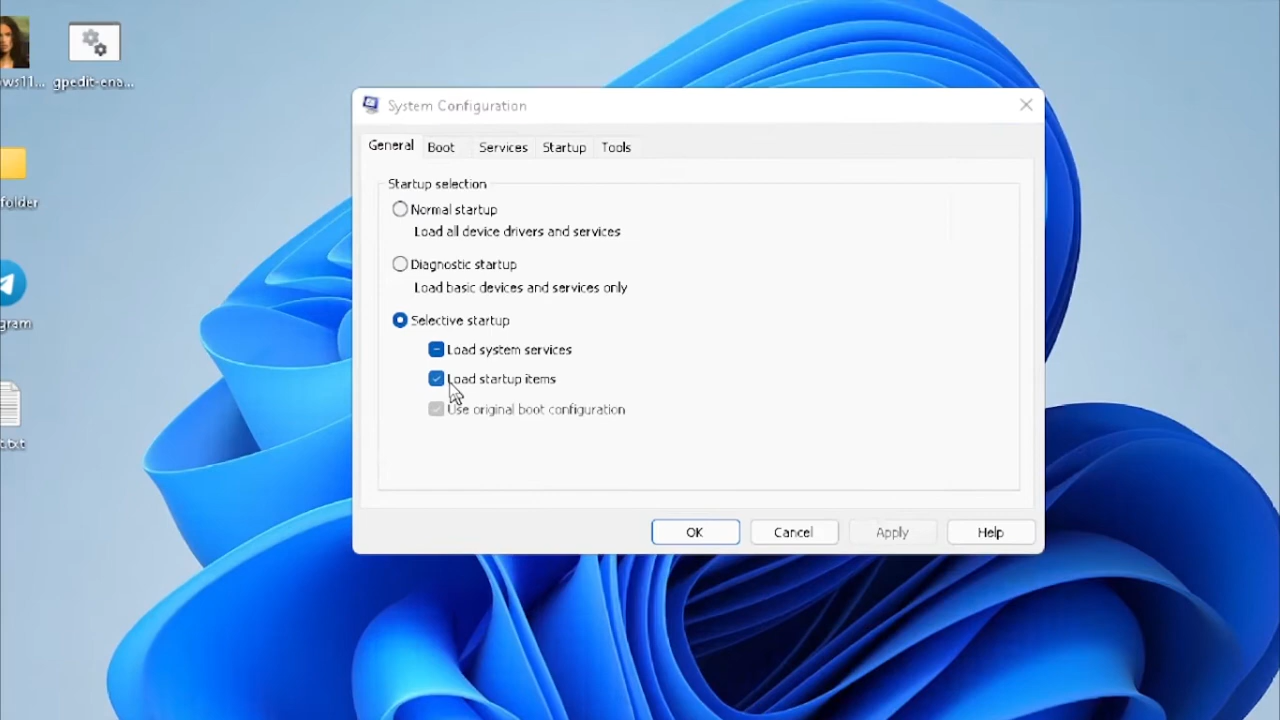 ws11...
gpedit-ena...
folder
gram
t.txt
System Configuration
General
Boot
Services
Startup
Tools
Startup selection
Normal startup
Load all device drivers and services
Diagnostic startup
Load basic devices and services only
Selective startup
Load system services
Load startup items
Use original boot configuration
OK
Cancel
Apply
Help